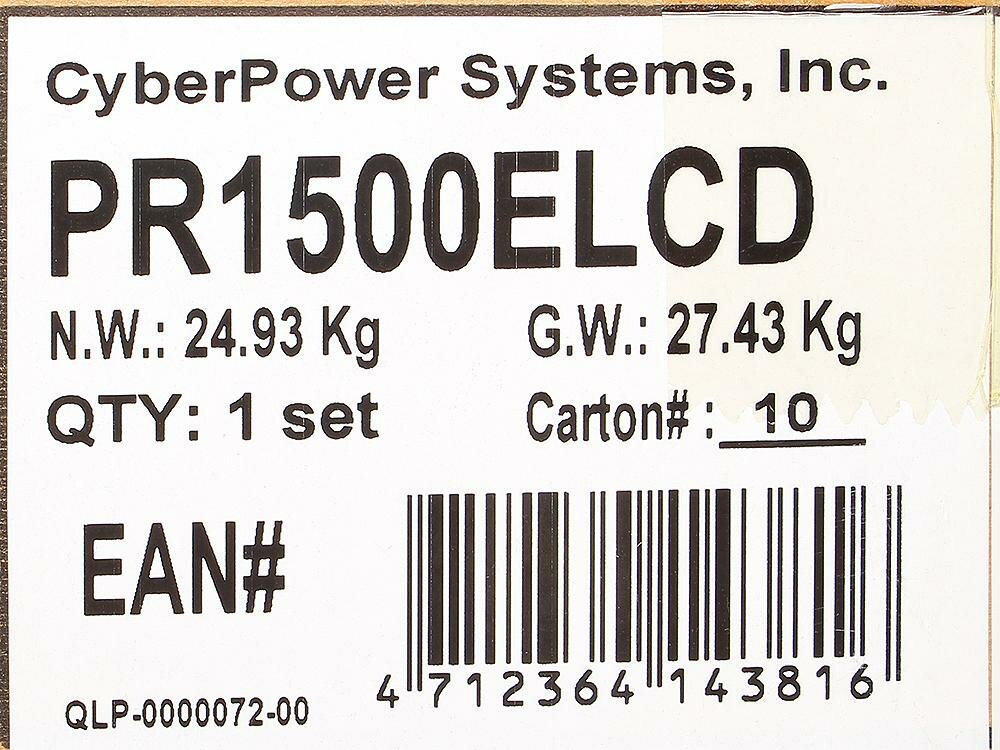 CyberPower Systems, Inc.
PR1500ELCD
N.W.: 24.93 Kg G.W.: 27.43 Kg
QTY: 1 set Carton# : 10
EAN#
4 712364 143816
QLP-0000072-00